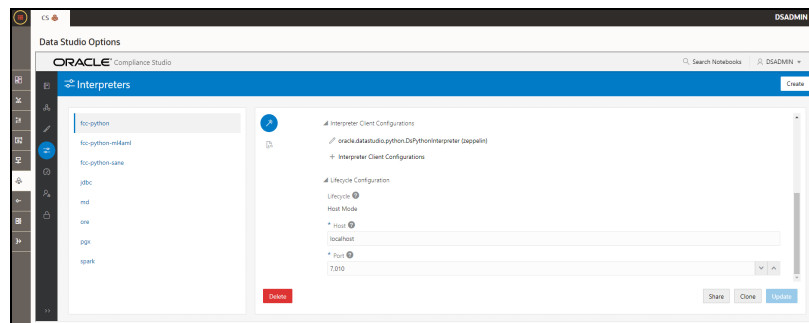 CS
DSADMIN
Data Studio Options
ORACLE Compliance Studio
Search Notebooks
DSADMIN
Interpreters
Create
fcc-python
fcc-python-ml4aml
fcc-python-sane
jdbc
md
ore
pgx
spark
Interpreter Client Configurations
oracle.datastudio.python.DsPythonInterpreter (zeppelin)
+ Interpreter Client Configurations
Lifecycle Configuration
Lifecycle ?
Host Mode
* Host ?
localhost
* Port ?
7,010
Delete
Share
Clone
Update